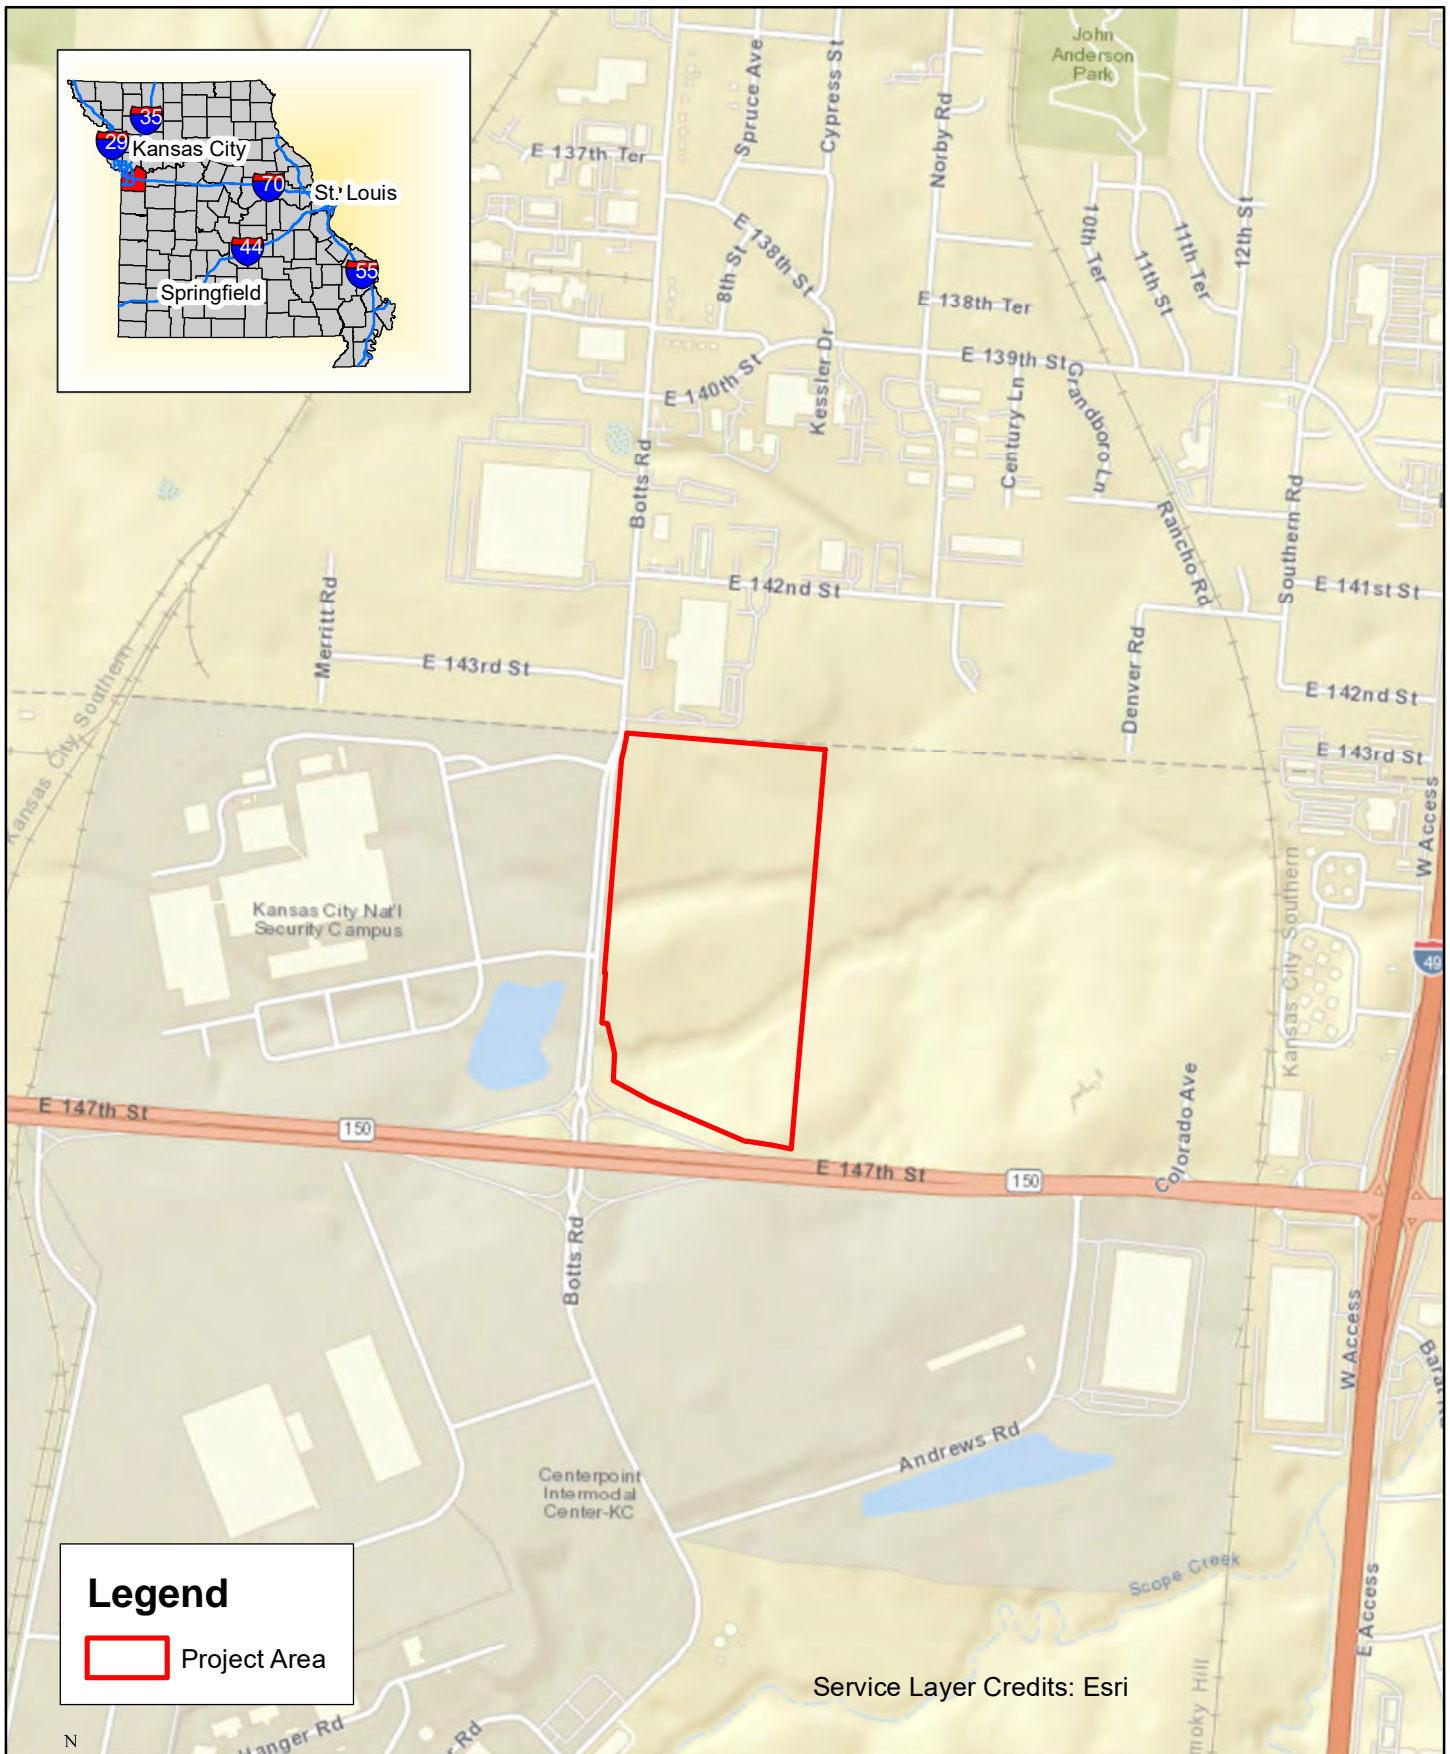 John
Anderson
Park
35
29
Kansas City
70
St. Louis
44
55
Springfield
Spruce Ave
Cypress St
Norby Rd
E 137th Ter
E 138th St
8th St
10th Ter
11th St
11th Ter
12th St
E 138th Ter
E 139th St
E 140th St
Kessler Dr
Century Ln
Grandboro Ln
Botts Rd
Rancho Rd
Southern Rd
E 142nd St
E 141st St
Merritt Rd
E 143rd St
Denver Rd
E 142nd St
E 143rd St
Kansas City Southern
W Access
Kansas City Nat'l
Security Campus
Kansas City Southern
49
E 147th St
150
E 147th St
150
Colorado Ave
Botts Rd
W Access
Andrews Rd
Centerpoint
Intermodal
Center-KC
Scope Creek
E Access
Legend
Project Area
Service Layer Credits: Esri
Hanger Rd
N